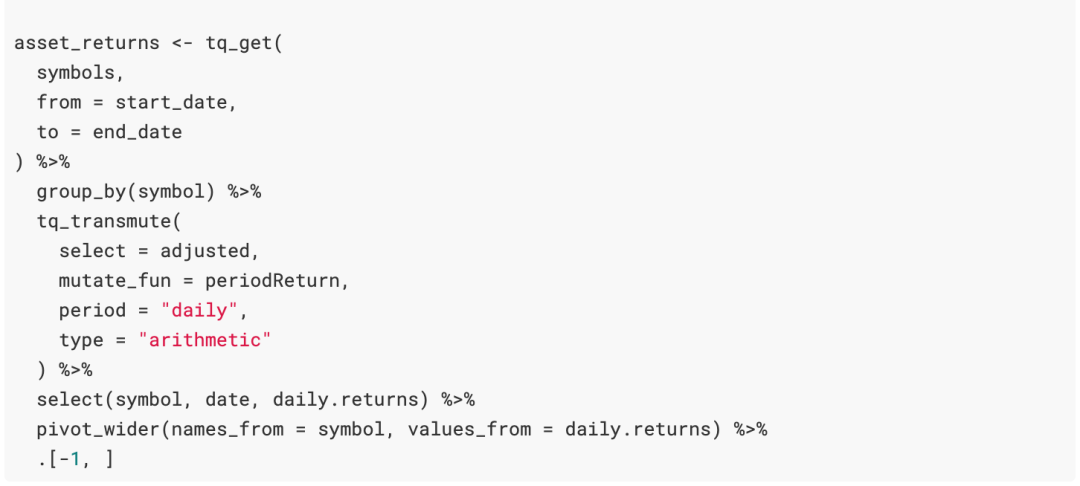 asset_returns <- tq_get(
  symbols,
  from = start_date,
  to = end_date
) %>%
  group_by(symbol) %>%
  tq_transmute(
    select = adjusted,
    mutate_fun = periodReturn,
    period = "daily",
    type = "arithmetic"
  ) %>%
  select(symbol, date, daily.returns) %>%
  pivot_wider(names_from = symbol, values_from = daily.returns) %>%
  .[-1, ]